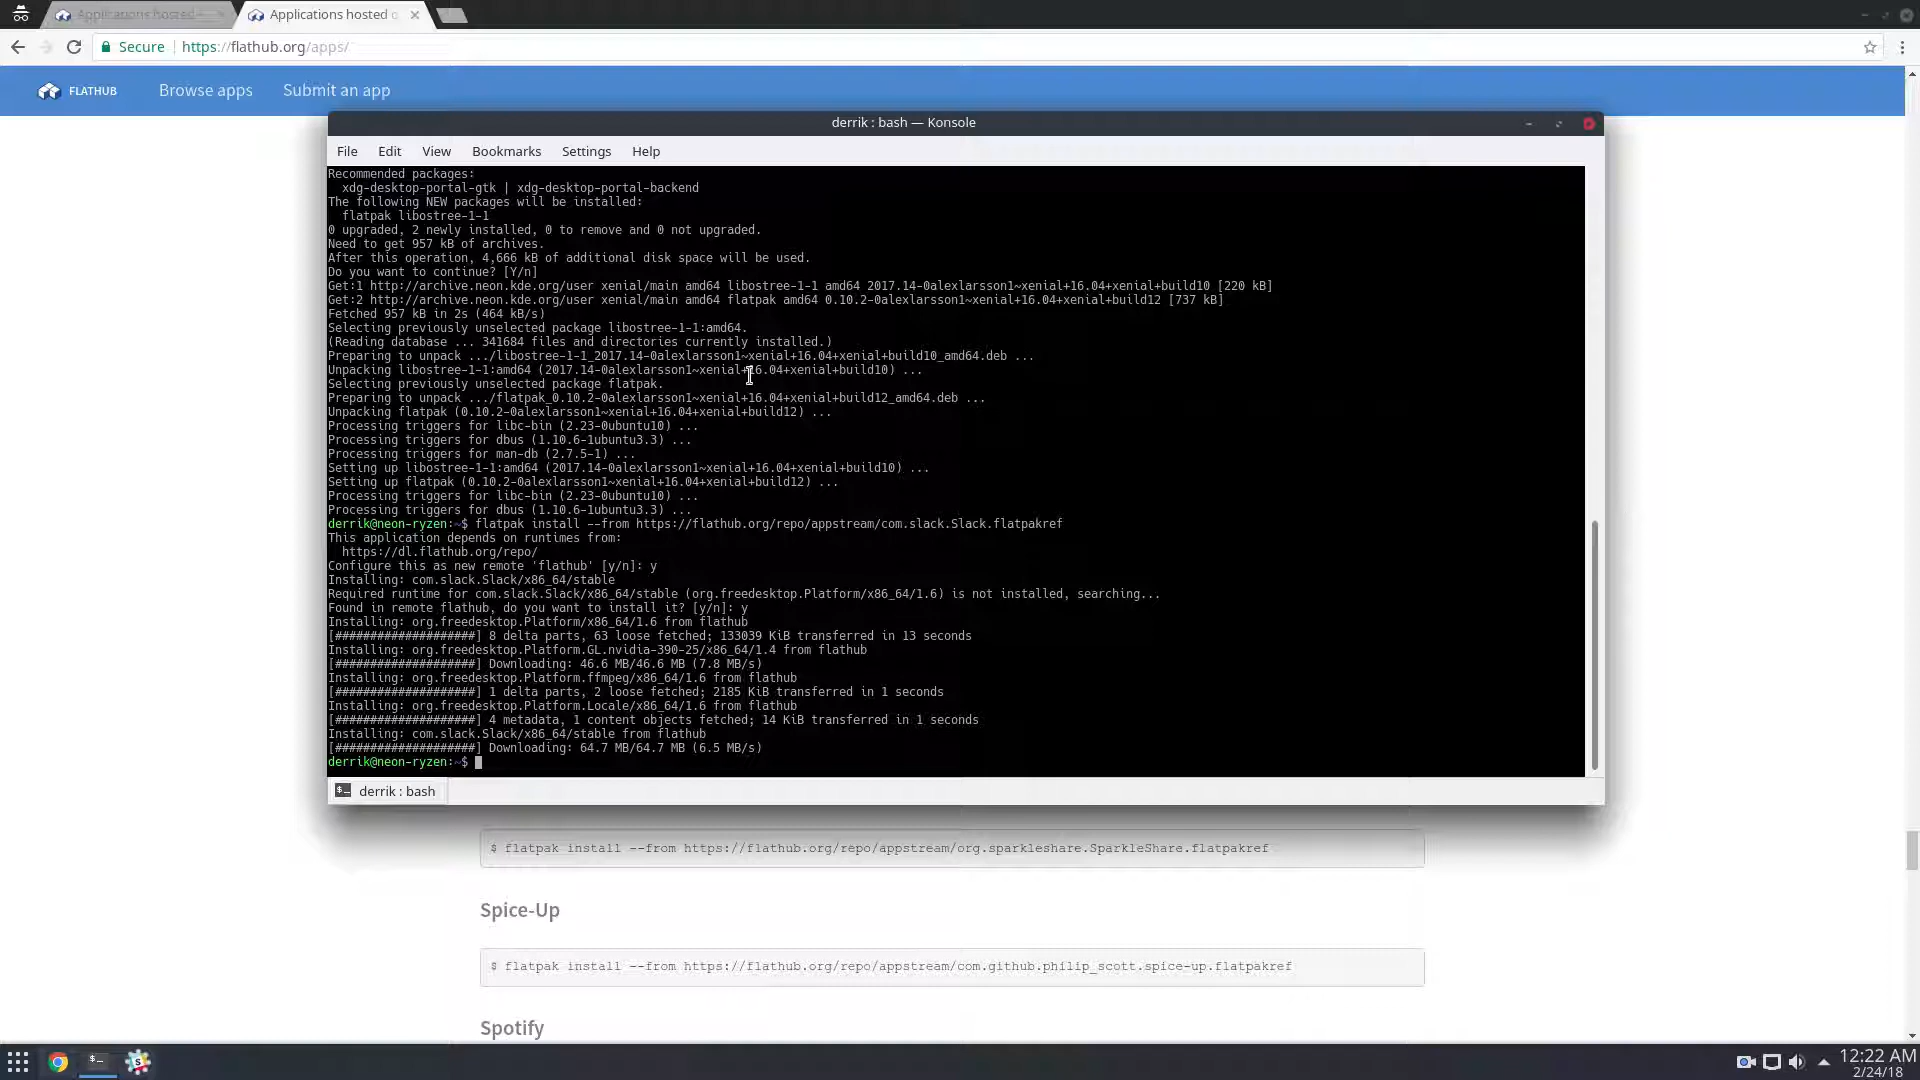 Applications hosted
Applications hosted o
Secure
https://flathub.org/apps/
FLATHUB
Browse apps
Submit an app
derrik : bash — Konsole
File Edit View Bookmarks Settings Help
Recommended packages:
xdg-desktop-portal-gtk | xdg-desktop-portal-backend
The following NEW packages will be installed:
flatpak libostree-1-1
0 upgraded, 2 newly installed, 0 to remove and 0 not upgraded.
Need to get 957 kB of archives.
After this operation, 4,666 kB of additional disk space will be used.
Do you want to continue? [Y/n]
Get:1 http://archive.neon.kde.org/user xenial/main amd64 libostree-1-1 amd64 2017.14-0alexlarsson1~xenial+16.04+xenial+build10 [220 kB]
Get:2 http://archive.neon.kde.org/user xenial/main amd64 flatpak amd64 0.10.2-0alexlarsson1~xenial+16.04+xenial+build12 [737 kB]
Fetched 957 kB in 2s (464 kB/s)
Selecting previously unselected package libostree-1-1:amd64.
(Reading database ... 341684 files and directories currently installed.)
Preparing to unpack .../libostree-1-1_2017.14-0alexlarsson1~xenial+16.04+xenial+build10_amd64.deb ...
Unpacking libostree-1-1:amd64 (2017.14-0alexlarsson1~xenial+16.04+xenial+build10) ...
Selecting previously unselected package flatpak.
Preparing to unpack .../flatpak_0.10.2-0alexlarsson1~xenial+16.04+xenial+build12_amd64.deb ...
Unpacking flatpak (0.10.2-0alexlarsson1~xenial+16.04+xenial+build12) ...
Processing triggers for libc-bin (2.23-0ubuntu10) ...
Processing triggers for dbus (1.10.6-1ubuntu3.3) ...
Processing triggers for man-db (2.7.5-1) ...
Setting up libostree-1-1:amd64 (2017.14-0alexlarsson1~xenial+16.04+xenial+build10) ...
Setting up flatpak (0.10.2-0alexlarsson1~xenial+16.04+xenial+build12) ...
Processing triggers for libc-bin (2.23-0ubuntu10) ...
Processing triggers for dbus (1.10.6-1ubuntu3.3) ...
derrik@neon-ryzen:~$ flatpak install --from https://flathub.org/repo/appstream/com.slack.Slack.flatpakref
This application depends on runtimes from:
https://dl.flathub.org/repo/
Configure this as new remote 'flathub' [y/n]: y
Installing: com.slack.Slack/x86_64/stable
Required runtime for com.slack.Slack/x86_64/stable (org.freedesktop.Platform/x86_64/1.6) is not installed, searching...
Found in remote flathub, do you want to install it? [y/n]: y
Installing: org.freedesktop.Platform/x86_64/1.6 from flathub
[####################] 8 delta parts, 63 loose fetched; 133039 KiB transferred in 13 seconds
Installing: org.freedesktop.Platform.GL.nvidia-390-25/x86_64/1.4 from flathub
[####################] Downloading: 46.6 MB/46.6 MB (7.8 MB/s)
Installing: org.freedesktop.Platform.ffmpeg/x86_64/1.6 from flathub
[####################] 1 delta parts, 2 loose fetched; 2185 KiB transferred in 1 seconds
Installing: org.freedesktop.Platform.Locale/x86_64/1.6 from flathub
[####################] 4 metadata, 1 content objects fetched; 14 KiB transferred in 1 seconds
Installing: com.slack.Slack/x86_64/stable from flathub
[####################] Downloading: 64.7 MB/64.7 MB (6.5 MB/s)
derrik@neon-ryzen:~$
derrik : bash
$ flatpak install --from https://flathub.org/repo/appstream/org.sparkleshare.SparkleShare.flatpakref
Spice-Up
$ flatpak install --from https://flathub.org/repo/appstream/com.github.philip_scott.spice-up.flatpakref
Spotify
12:22 AM
2/24/18